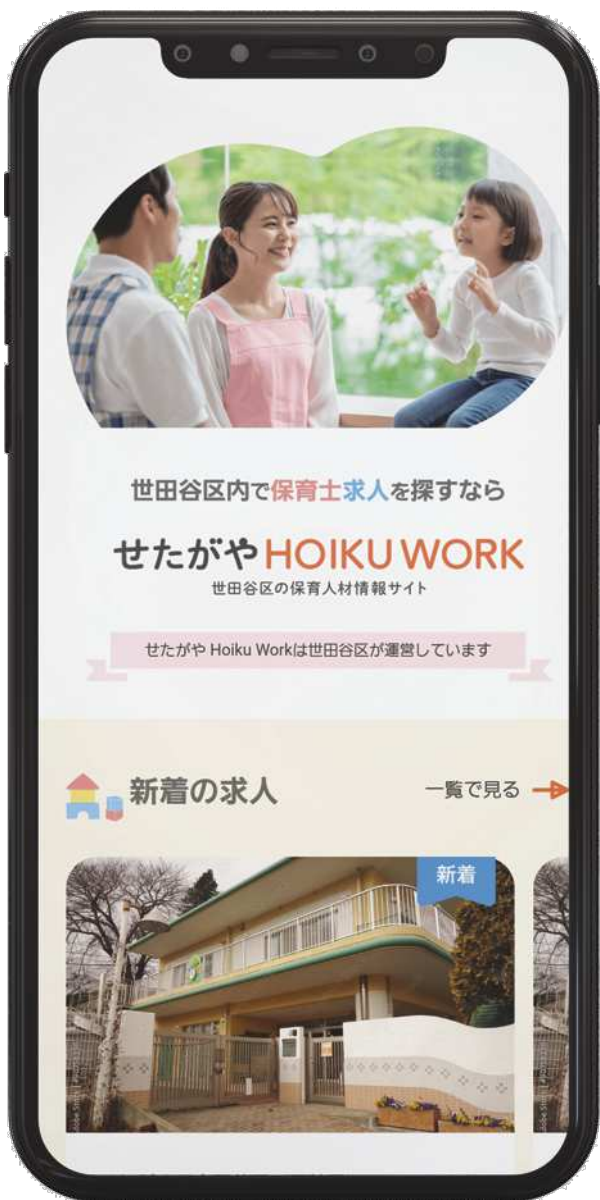 世田谷区内で保育士求人を探すなら
せたがや HOIKU WORK
世田谷区の保育人材情報サイト
せたがや Hoiku Workは世田谷区が運営しています
新着の求人
一覧で見る
新着